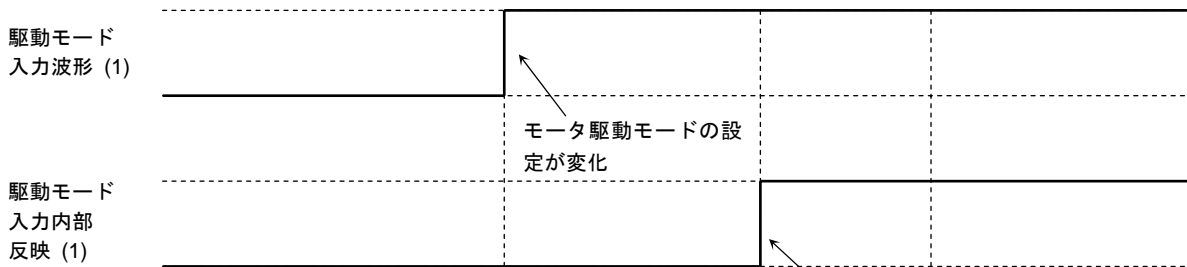 駆動モード
入力波形 (1)
モータ駆動モードの設
定が変化
駆動モード
入力内部
反映 (1)